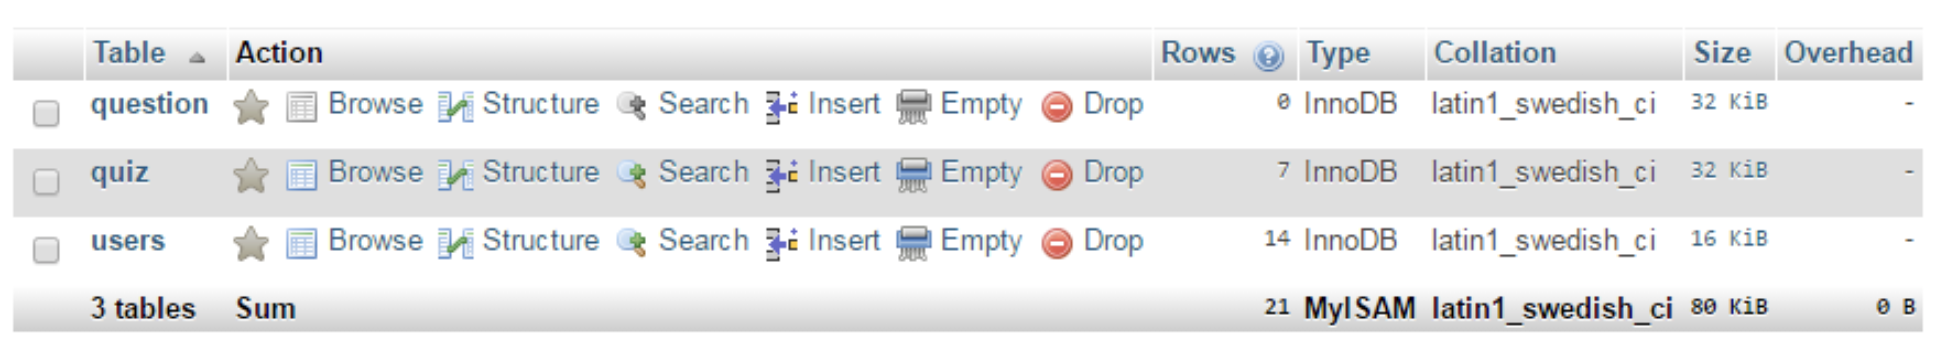 Table Action Rows Type Collation Size Overhead
question Browse Structure Search Insert Empty Drop 0 InnoDB latin1_swedish_ci 32 KiB -
quiz Browse Structure Search Insert Empty Drop 7 InnoDB latin1_swedish_ci 32 KiB -
users Browse Structure Search Insert Empty Drop 14 InnoDB latin1_swedish_ci 16 KiB -
3 tables Sum 21 MyISAM latin1_swedish_ci 80 KiB 0 B